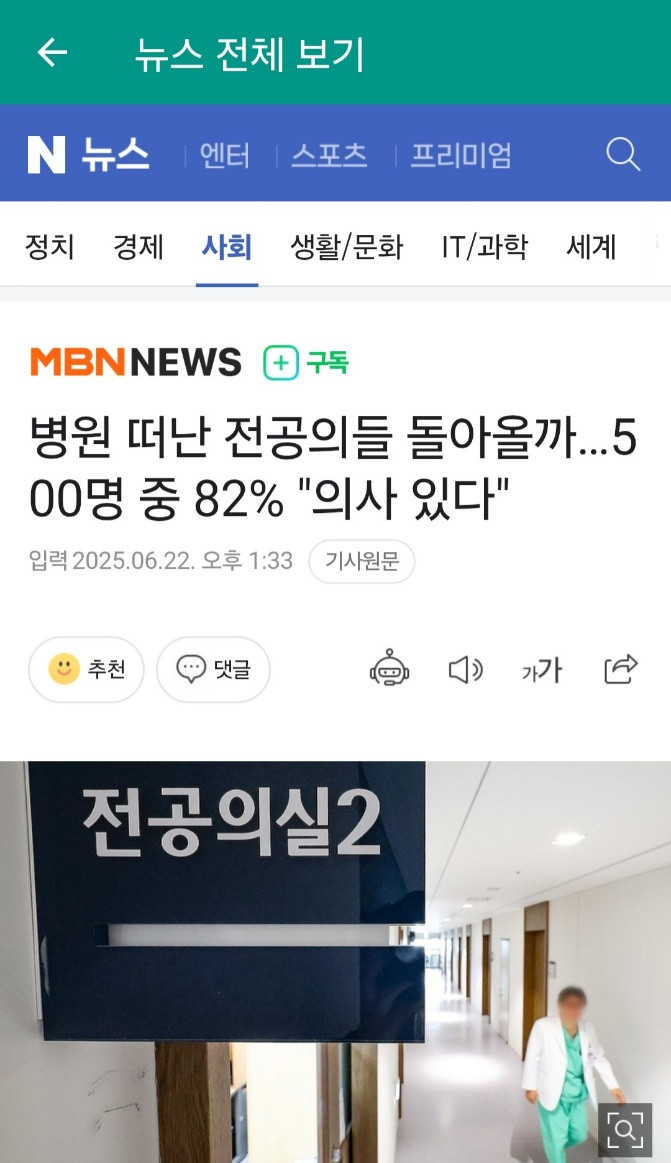 뉴스 전체 보기
N 뉴스 엔터 스포츠 프리미엄
정치 경제 사회 생활/문화 IT/과학 세계
MBN NEWS 구독
병원 떠난 전공의들 돌아올까…5
00명 중 82% "의사 있다"
입력 2025.06.22. 오후 1:33 기사원문
추천 댓글 가가
전공의실2